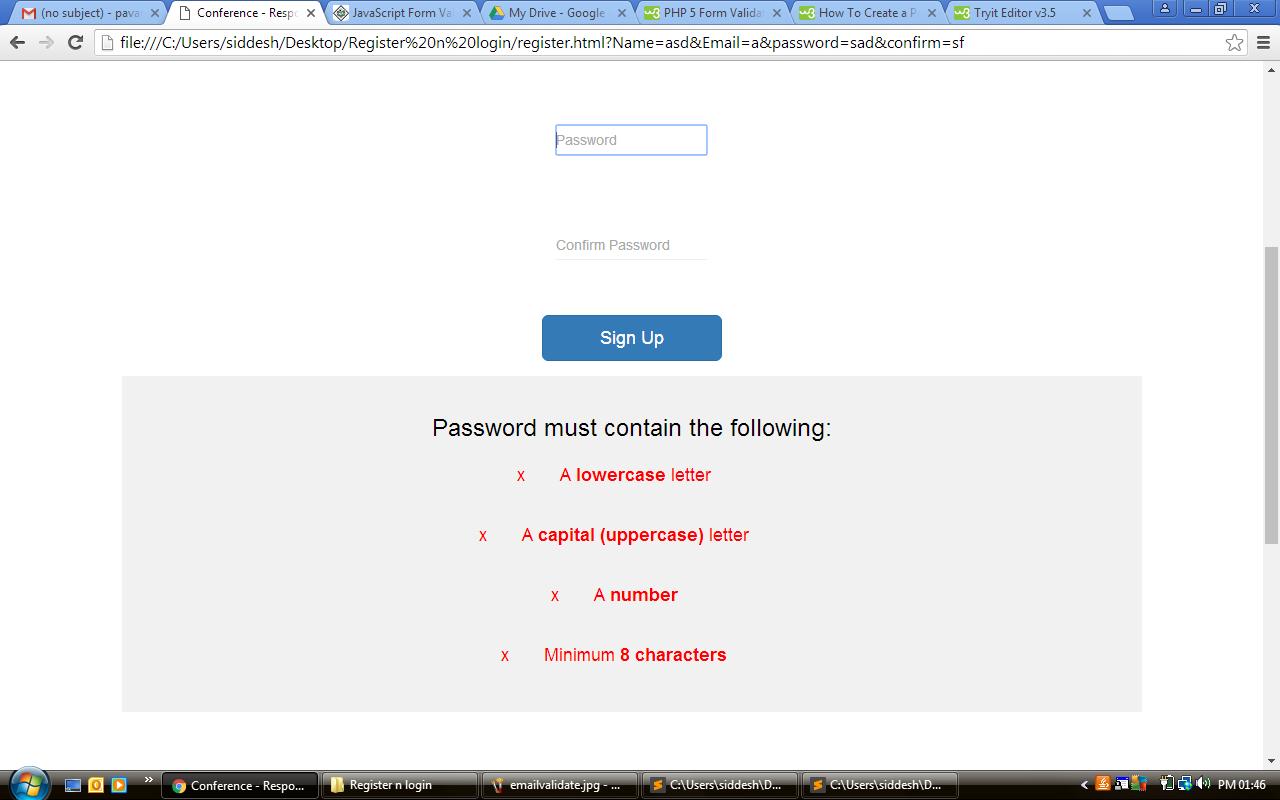 (no subject) - pava
Conference - Respo
JavaScript Form Va
My Drive - Google
PHP 5 Form Valida
How To Create a P
Tryit Editor v3.5
file:///C:/Users/siddesh/Desktop/Register%20n%20login/register.html?Name=asd&Email=a&password=sad&confirm=sf
Password
Confirm Password
Sign Up
Password must contain the following:
x A lowercase letter
x A capital (uppercase) letter
x A number
x Minimum 8 characters
Conference - Respo...
Register n login
emailvalidate.jpg - ...
C:\Users\siddesh\D...
C:\Users\siddesh\D...
PM 01:46